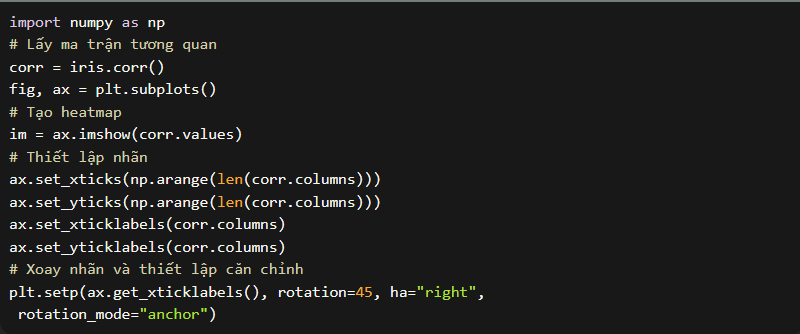 import numpy as np
# Lấy ma trận tương quan
corr = iris.corr()
fig, ax = plt.subplots()
# Tạo heatmap
im = ax.imshow(corr.values)
# Thiết lập nhãn
ax.set_xticks(np.arange(len(corr.columns)))
ax.set_yticks(np.arange(len(corr.columns)))
ax.set_xticklabels(corr.columns)
ax.set_yticklabels(corr.columns)
# Xoay nhãn và thiết lập căn chỉnh
plt.setp(ax.get_xticklabels(), rotation=45, ha="right",
 rotation_mode="anchor")